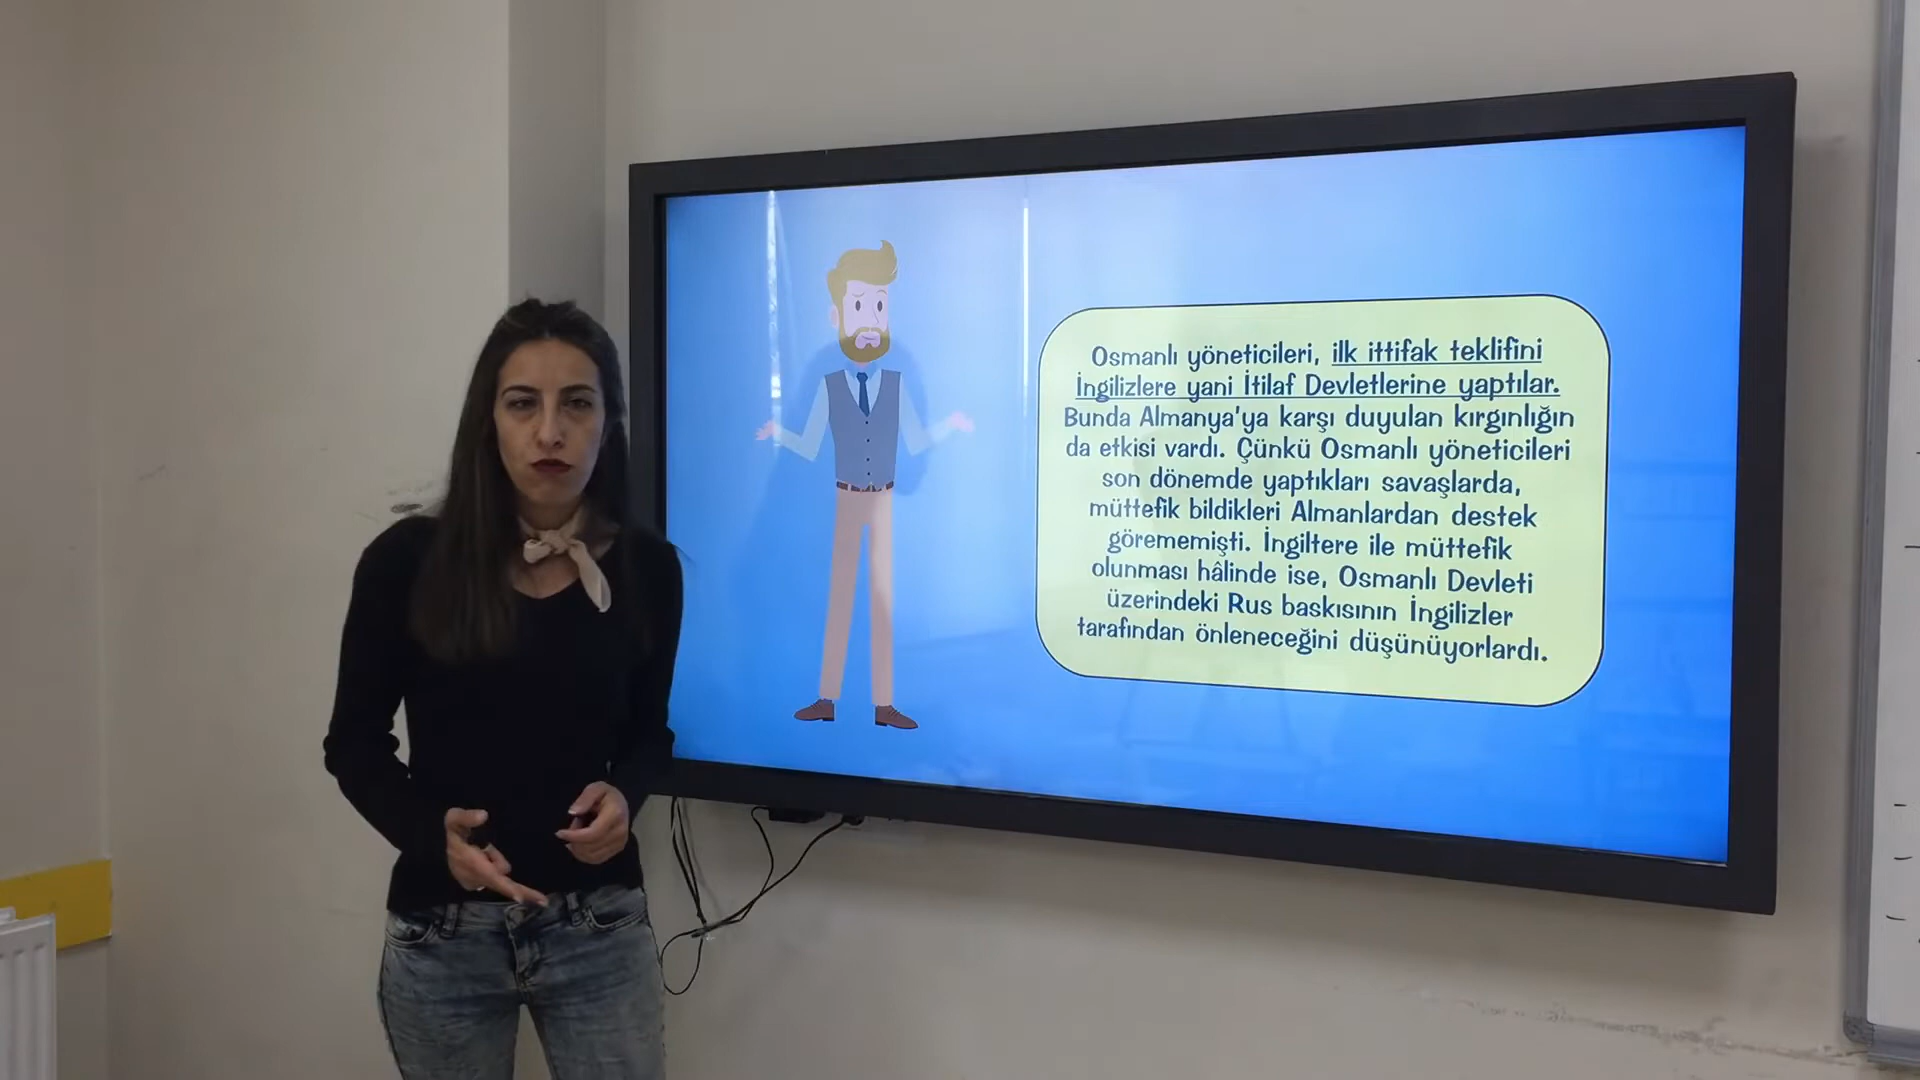 Osmanlı yöneticileri, ilk ittifak teklifini
İngilizlere yani İtilaf Devletlerine yaptılar.
Bunda Almanya'ya karşı duyulan kırgınlığın
da etkisi vardı. Çünkü Osmanlı yöneticileri
son dönemde yaptıkları savaşlarda,
müttefik bildikleri Almanlardan destek
görememişti. İngiltere ile müttefik
olunması hâlinde ise, Osmanlı Devleti
üzerindeki Rus baskısının İngilizler
tarafından önleneceğini düşünüyorlardı.